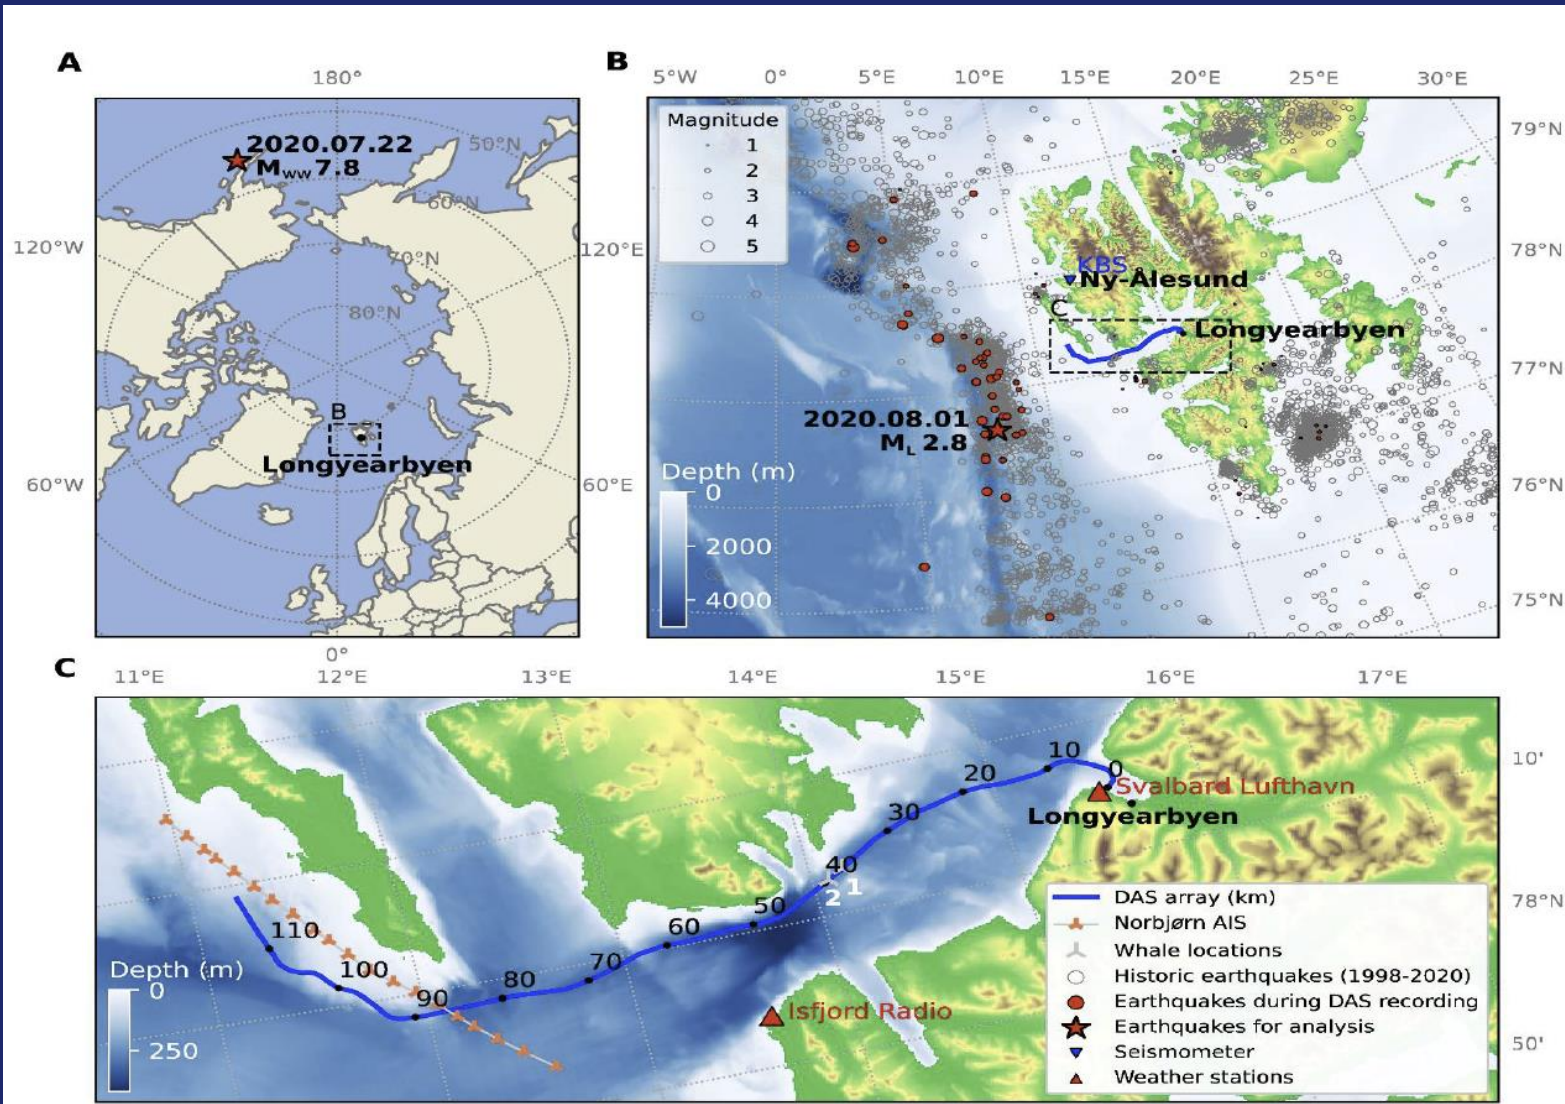 A
180°
50°N
2020.07.22
Mww 7.8
60°N
120°W
120°E
70°N
80°N
B
Longyearbyen
60°W
60°E
0°
B
5°W 0° 5°E 10°E 15°E 20°E 25°E 30°E
Magnitude
1
2
3
4
5
79°N
78°N
77°N
76°N
75°N
KBS
Ny-Ålesund
C
Longyearbyen
2020.08.01
ML 2.8
Depth (m)
0
2000
4000
C
11°E 12°E 13°E 14°E 15°E 16°E 17°E
10'
78°N
50'
0
10
20
30
40
50
60
70
80
90
100
110
1
2
Svalbard Lufthavn
Longyearbyen
Isfjord Radio
Depth (m)
0
250
DAS array (km)
Norbjørn AIS
Whale locations
Historic earthquakes (1998-2020)
Earthquakes during DAS recording
Earthquakes for analysis
Seismometer
Weather stations